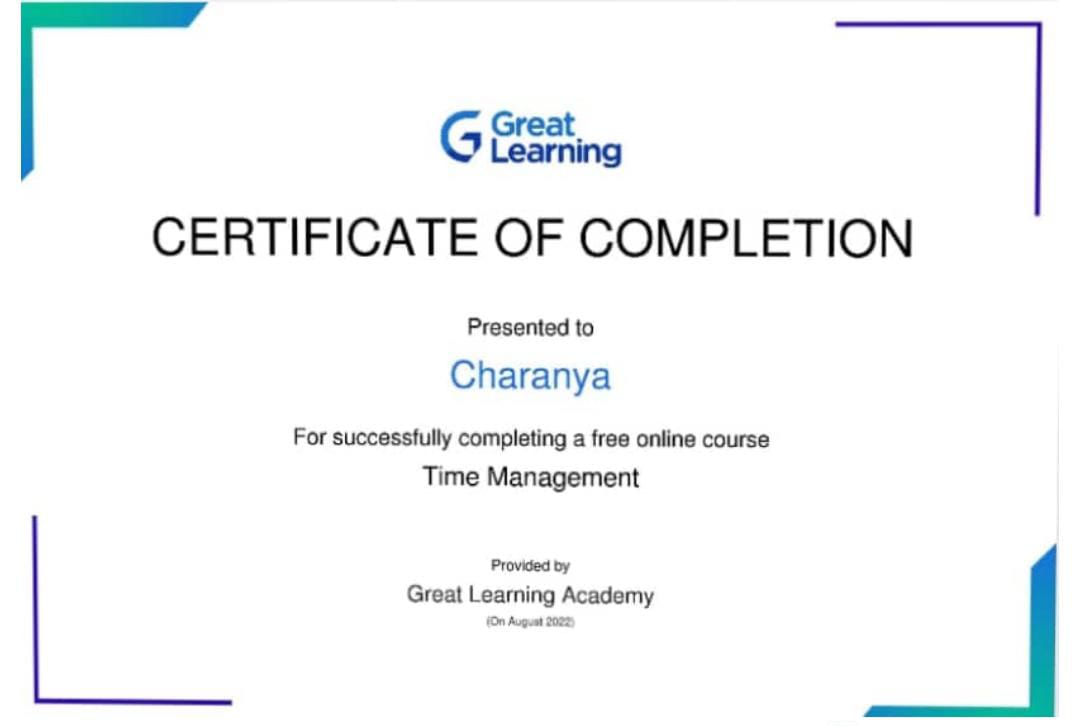 Great
Learning
CERTIFICATE OF COMPLETION
Presented to
Charanya
For successfully completing a free online course
Time Management
Provided by
Great Learning Academy
(On August 2022)